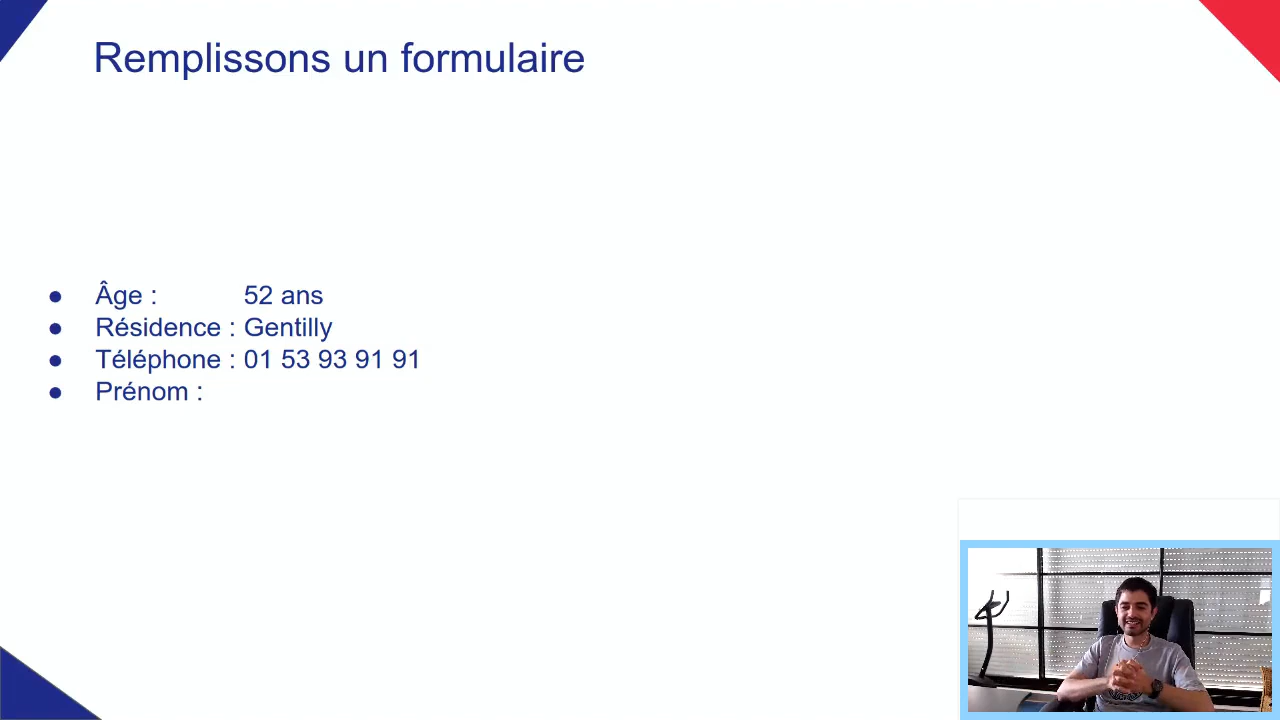 Remplissons un formulaire
● Âge : 52 ans
● Résidence : Gentilly
● Téléphone : 01 53 93 91 91
● Prénom :